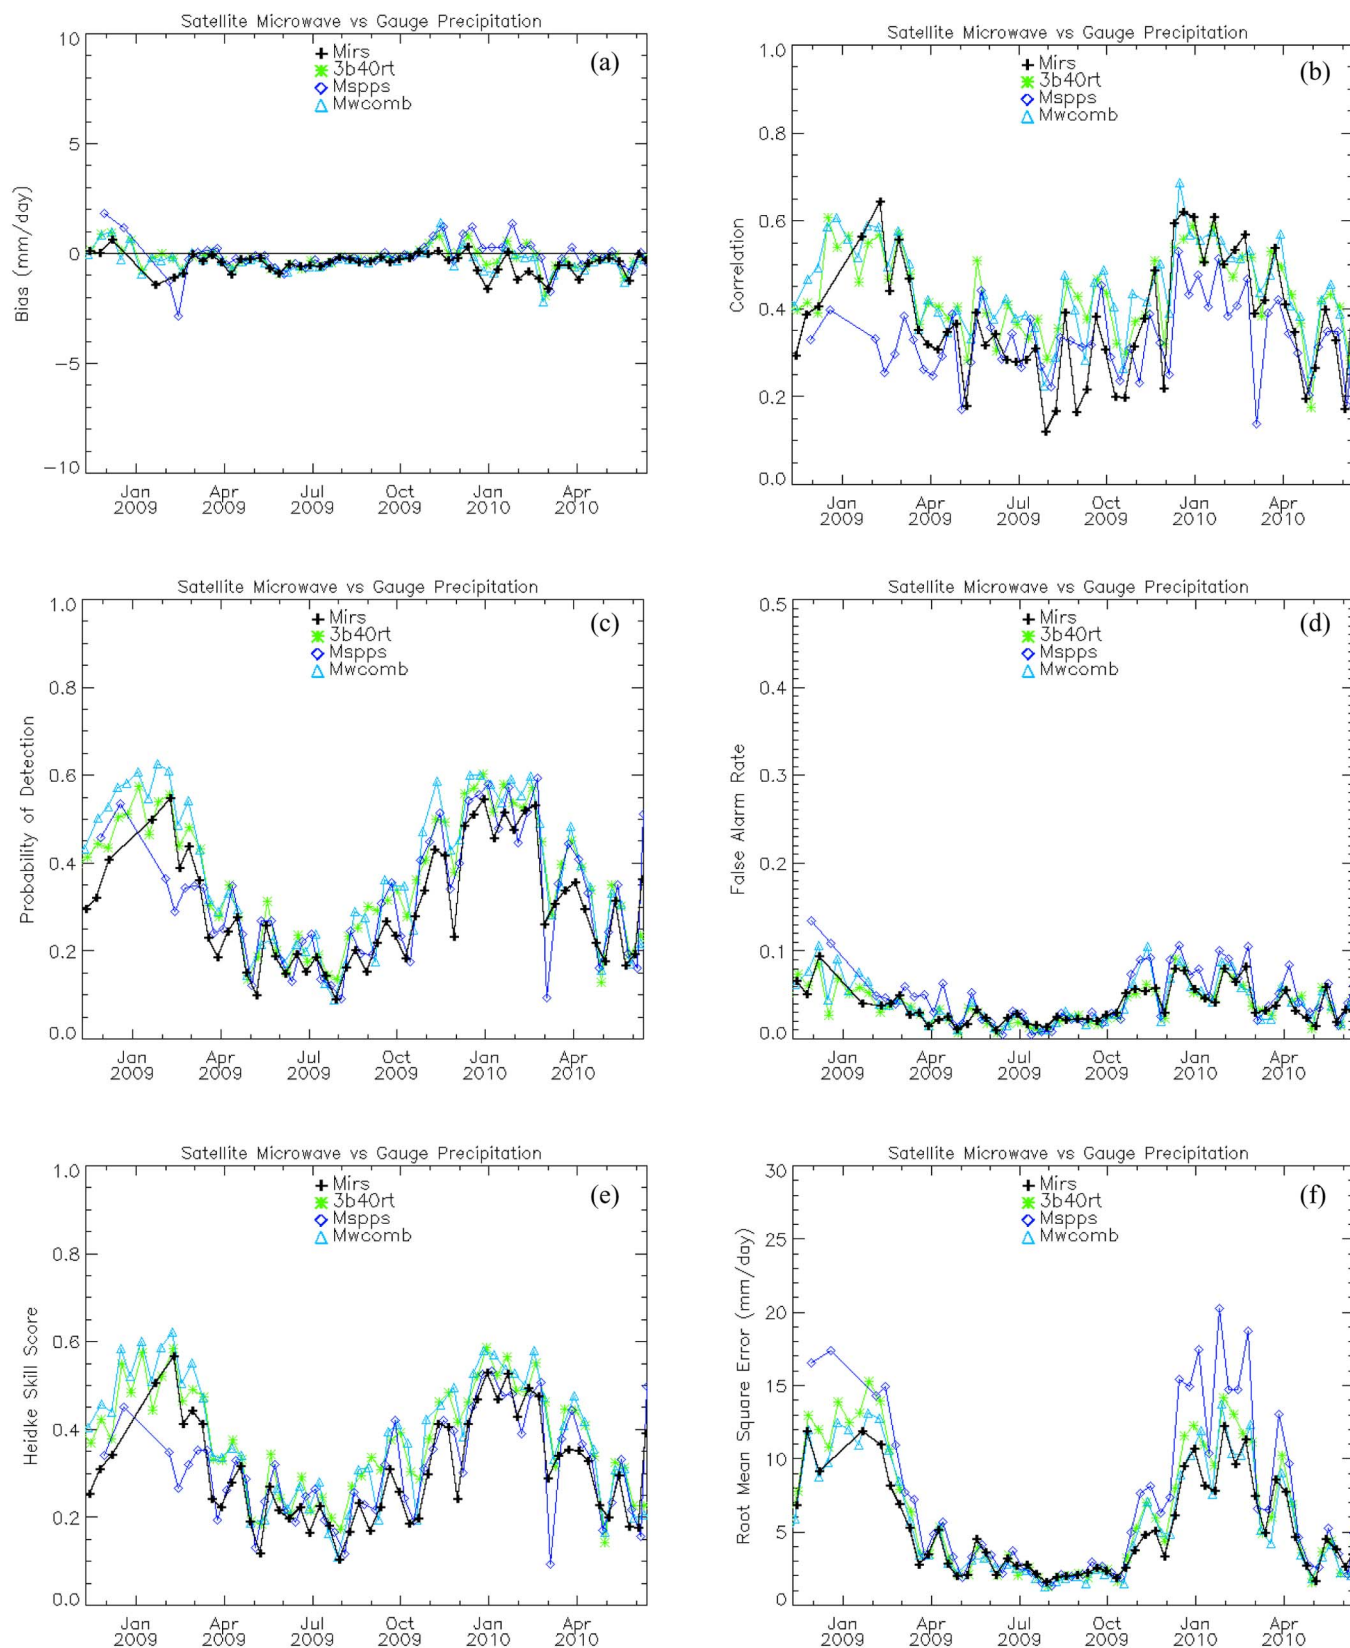 Satellite Microwave vs Gauge Precipitation
(a)
Mirs
3b40rt
Mspps
Mwcomb
Bias (mm/day)
10
5
0
−5
−10
Jan Apr Jul Oct Jan Apr
2009 2009 2009 2009 2010 2010
Satellite Microwave vs Gauge Precipitation
(b)
Mirs
3b40rt
Mspps
Mwcomb
Correlation
1.0
0.8
0.6
0.4
0.2
0.0
Jan Apr Jul Oct Jan Apr
2009 2009 2009 2009 2010 2010
Satellite Microwave vs Gauge Precipitation
(c)
Mirs
3b40rt
Mspps
Mwcomb
Probability of Detection
1.0
0.8
0.6
0.4
0.2
0.0
Jan Apr Jul Oct Jan Apr
2009 2009 2009 2009 2010 2010
Satellite Microwave vs Gauge Precipitation
(d)
Mirs
3b40rt
Mspps
Mwcomb
False Alarm Rate
0.5
0.4
0.3
0.2
0.1
0.0
Jan Apr Jul Oct Jan Apr
2009 2009 2009 2009 2010 2010
Satellite Microwave vs Gauge Precipitation
(e)
Mirs
3b40rt
Mspps
Mwcomb
Heidke Skill Score
1.0
0.8
0.6
0.4
0.2
0.0
Jan Apr Jul Oct Jan Apr
2009 2009 2009 2009 2010 2010
Satellite Microwave vs Gauge Precipitation
(f)
Mirs
3b40rt
Mspps
Mwcomb
Root Mean Square Error (mm/day)
30
25
20
15
10
5
0
Jan Apr Jul Oct Jan Apr
2009 2009 2009 2009 2010 2010